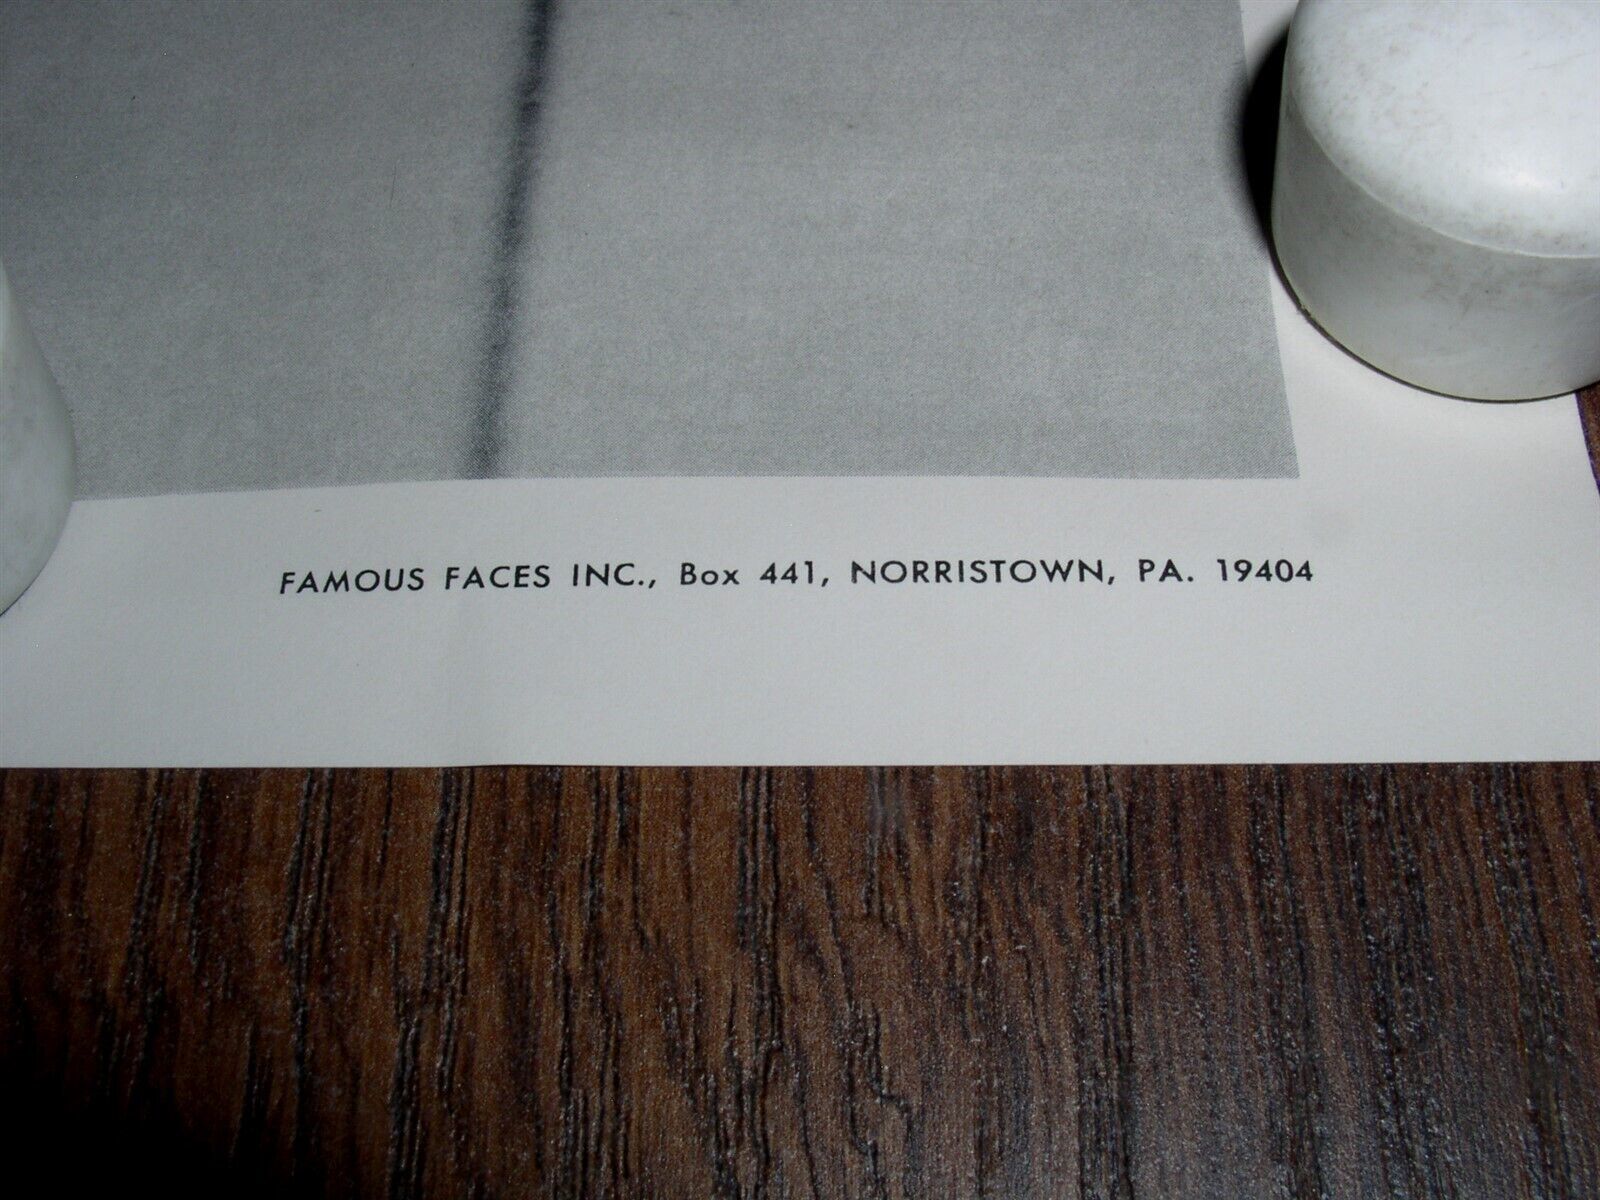 FAMOUS FACES INC., Box 441, NORRISTOWN, PA. 19404